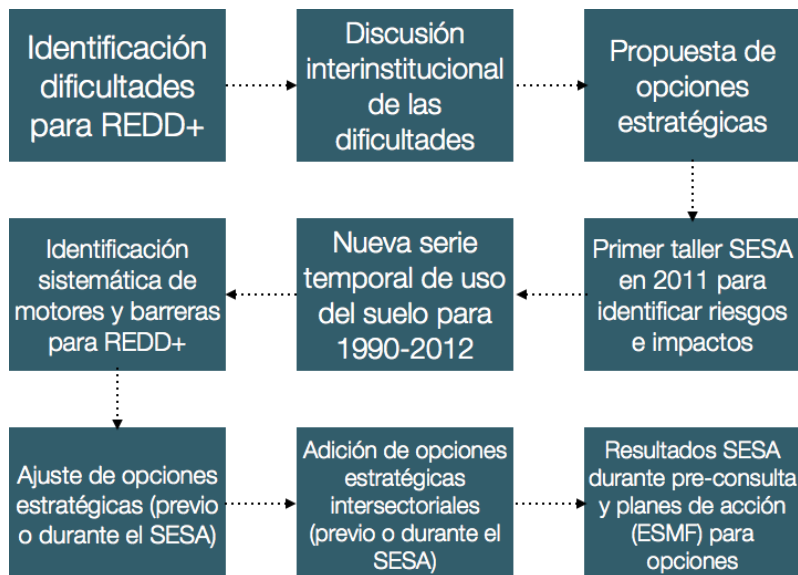 Identificación
dificultades
para REDD+
Discusión
interinstitucional
de las
dificultades
Propuesta de
opciones
estratégicas
Primer taller SESA
en 2011 para
identificar riesgos
e impactos
Nueva serie
temporal de uso
del suelo para
1990-2012
Identificación
sistemática de
motores y barreras
para REDD+
Ajuste de opciones
estratégicas (previo
o durante el SESA)
Adición de opciones
estratégicas
intersectoriales
(previo o durante el
SESA)
Resultados SESA
durante pre-consulta
y planes de acción
(ESMF) para
opciones